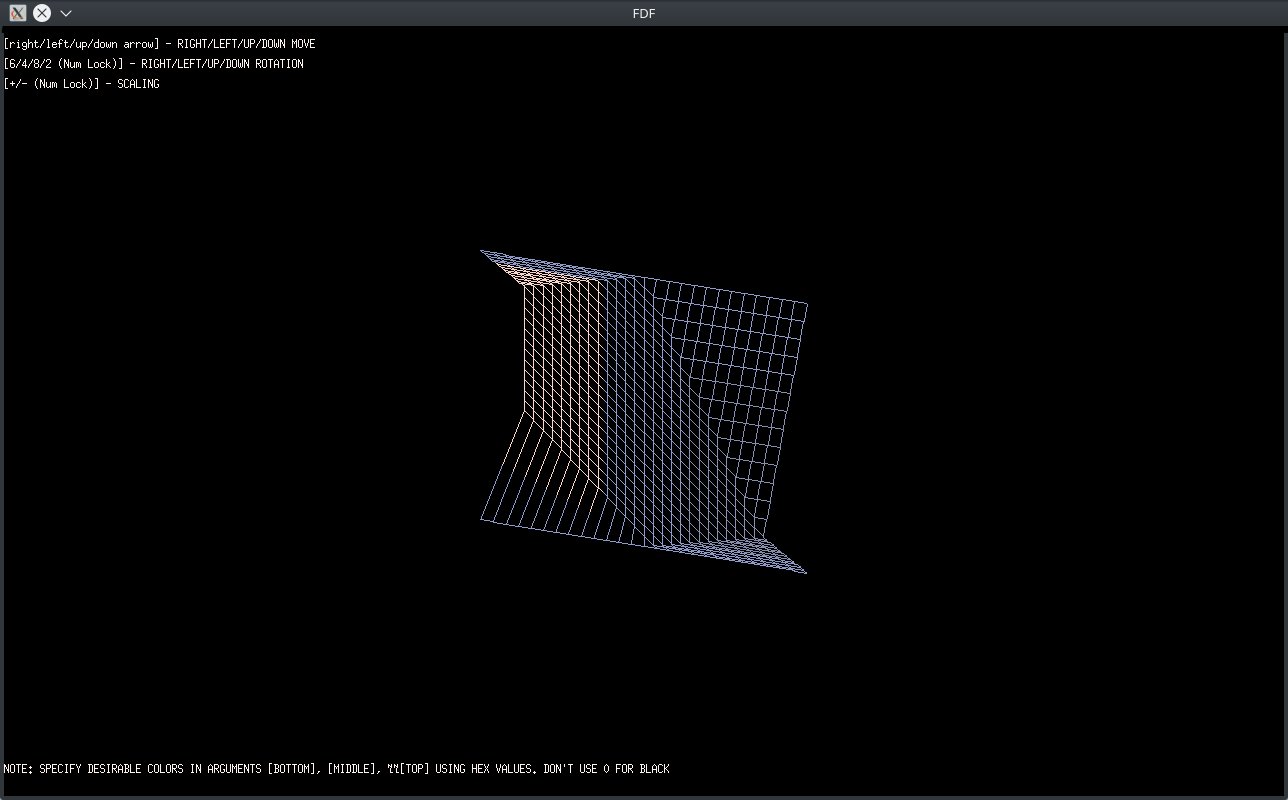 FDF
[right/left/up/down arrow] - RIGHT/LEFT/UP/DOWN MOVE
[6/4/8/2 (Num Lock)] - RIGHT/LEFT/UP/DOWN ROTATION
[+/- (Num Lock)] - SCALING
NOTE: SPECIFY DESIRABLE COLORS IN ARGUMENTS [BOTTOM], [MIDDLE], [TOP] USING HEX VALUES. DON'T USE 0 FOR BLACK